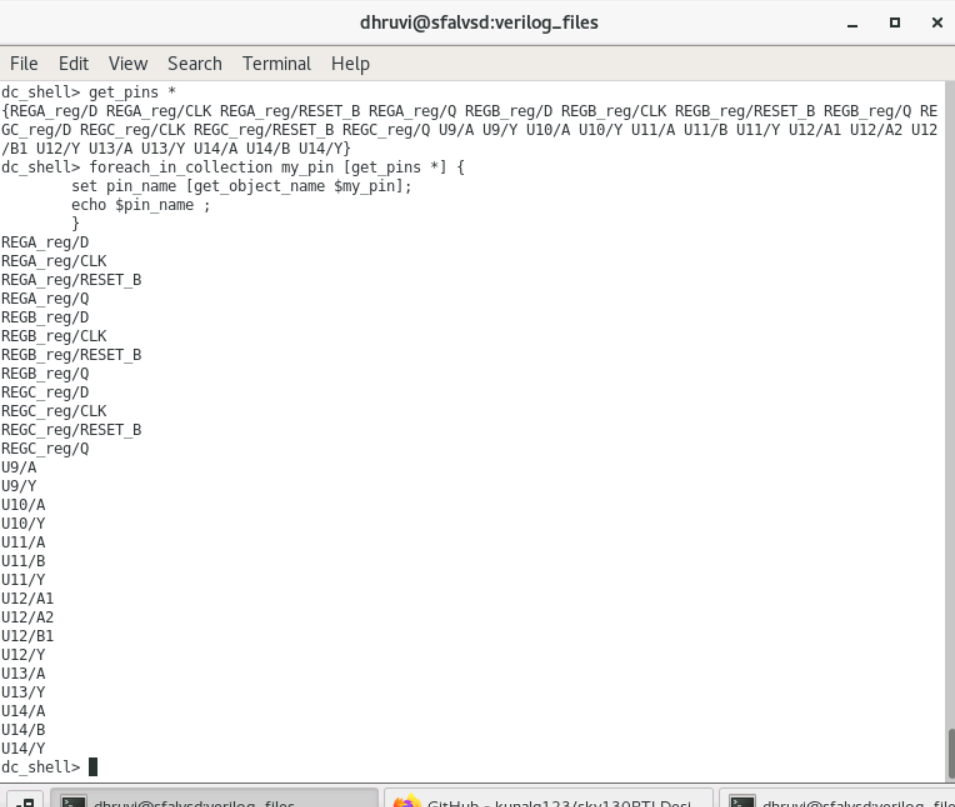 dhruvi@sfalvsd:verilog_files
File Edit View Search Terminal Help
dc_shell> get_pins *
{REGA_reg/D REGA_reg/CLK REGA_reg/RESET_B REGA_reg/Q REGB_reg/D REGB_reg/CLK REGB_reg/RESET_B REGB_reg/Q RE
GC_reg/D REGC_reg/CLK REGC_reg/RESET_B REGC_reg/Q U9/A U9/Y U10/A U10/Y U11/A U11/B U11/Y U12/A1 U12/A2 U12
/B1 U12/Y U13/A U13/Y U14/A U14/B U14/Y}
dc_shell> foreach_in_collection my_pin [get_pins *] {
        set pin_name [get_object_name $my_pin];
        echo $pin_name ;
        }
REGA_reg/D
REGA_reg/CLK
REGA_reg/RESET_B
REGA_reg/Q
REGB_reg/D
REGB_reg/CLK
REGB_reg/RESET_B
REGB_reg/Q
REGC_reg/D
REGC_reg/CLK
REGC_reg/RESET_B
REGC_reg/Q
U9/A
U9/Y
U10/A
U10/Y
U11/A
U11/B
U11/Y
U12/A1
U12/A2
U12/B1
U12/Y
U13/A
U13/Y
U14/A
U14/B
U14/Y
dc_shell>
dhruvi@sfalvsd:verilog_files GitHub - kunalg123/sky130RTLDesi... dhruvi@sfalvsd:verilog_file